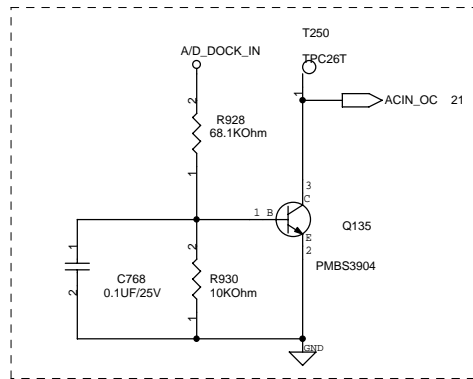 T250
TPC26T
A/D_DOCK_IN
1
ACIN_OC 21
2
R928
68.1KOhm
1
3
C
1 B
Q135
E
2
PMBS3904
1
2
C768
0.1UF/25V
2
R930
10KOhm
1
GND